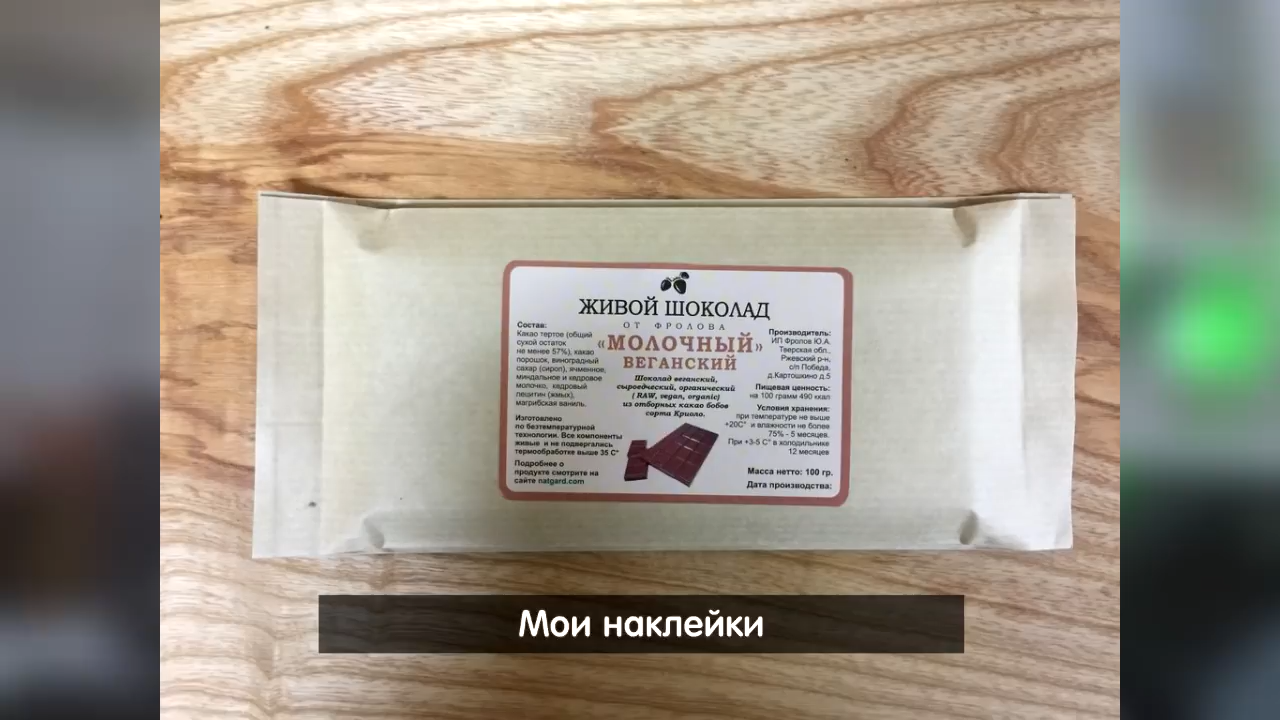 ЖИВОЙ ШОКОЛАД
ОТ ФРОЛОВА
«МОЛОЧНЫЙ»
ВЕГАНСКИЙ
Шоколад веганский,
сыроедческий, органический
( RAW, vegan, organic)
из отборных какао бобов
сорта Криоло.
Состав:
Какао тертое (общий
сухой остаток
не менее 57%), какао
порошок, виноградный
сахар (сироп), ячменное,
миндальное и кедровое
молочко, кедровый
лецитин (жмых),
магрибская ваниль.
Изготовлено
по безтемпературной
технологии. Все компоненты
живые и не подвергались
термообработке выше 35 С°
Подробнее о
продукте смотрите на
сайте natgard.com
Производитель:
ИП Фролов Ю.А.
Тверская обл.,
Ржевский р-н,
с/п Победа,
д.Картошкино д.5
Пищевая ценность:
на 100 грамм 490 ккал
Условия хранения:
при температуре не выше
+20С° и влажности не более
75% - 5 месяцев.
При +3-5 С° в холодильнике
12 месяцев
Масса нетто: 100 гр.
Дата производства:
Мои наклейки